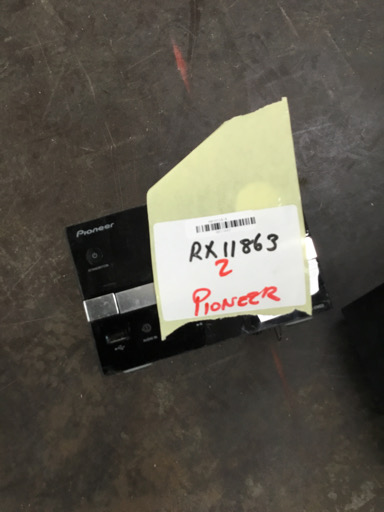 Pioneer
RX11863
2
PIONEER